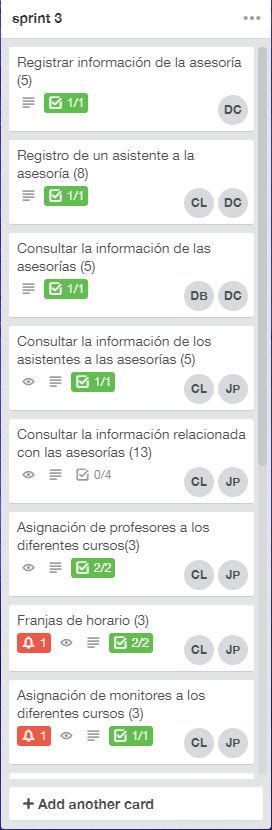 sprint 3
Registrar información de la asesoría
(5)
1/1
DC
Registro de un asistente a la
asesoría (8)
1/1
CL DC
Consultar la información de las
asesorías (5)
1/1
DB DC
Consultar la información de los
asistentes a las asesorías (5)
1/1
CL JP
Consultar la información relacionada
con las asesorías (13)
0/4
CL JP
Asignación de profesores a los
diferentes cursos(3)
2/2
CL JP
Franjas de horario (3)
1 2/2
CL JP
Asignación de monitores a los
diferentes cursos (3)
1 1/1
CL JP
+ Add another card